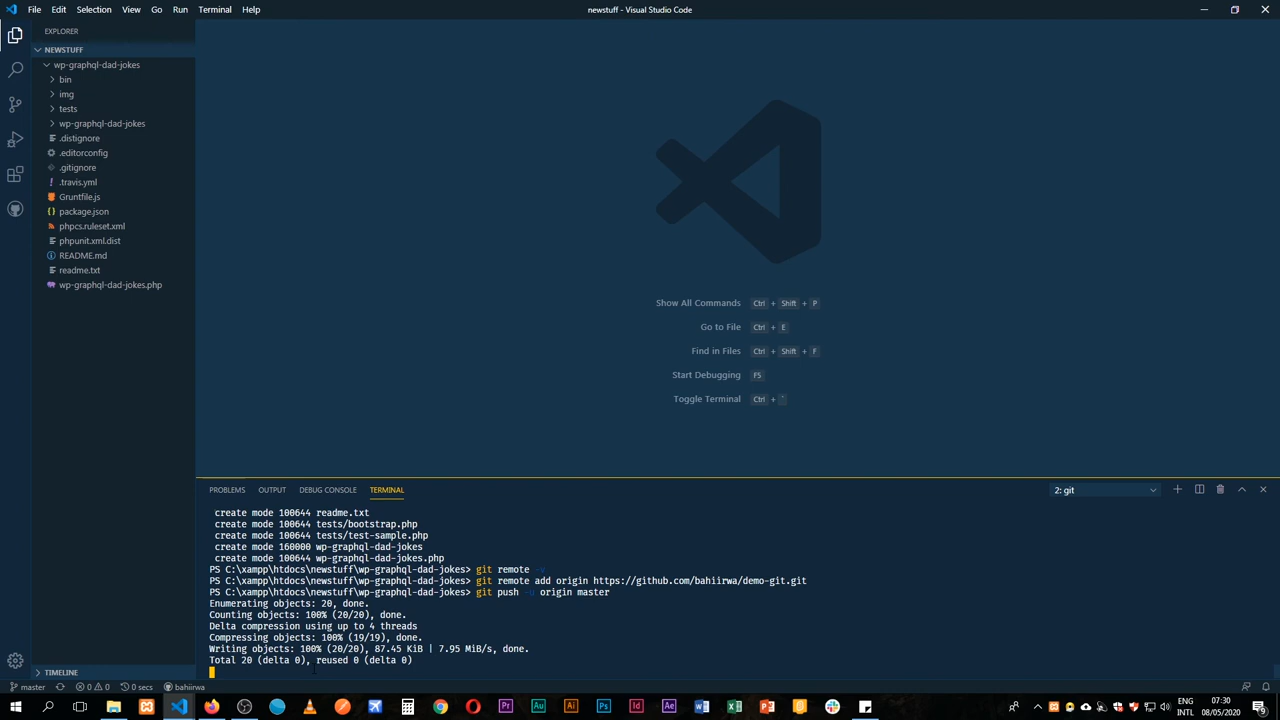 File Edit Selection View Go Run Terminal Help
newstuff - Visual Studio Code
EXPLORER
NEWSTUFF
wp-graphql-dad-jokes
bin
img
tests
wp-graphql-dad-jokes
.distignore
.editorconfig
.gitignore
.travis.yml
Gruntfile.js
package.json
phpcs.ruleset.xml
phpunit.xml.dist
README.md
readme.txt
wp-graphql-dad-jokes.php
Show All Commands Ctrl + Shift + P
Go to File Ctrl + E
Find in Files Ctrl + Shift + F
Start Debugging F5
Toggle Terminal Ctrl + `
PROBLEMS OUTPUT DEBUG CONSOLE TERMINAL
2: git
create mode 100644 readme.txt
create mode 100644 tests/bootstrap.php
create mode 100644 tests/test-sample.php
create mode 160000 wp-graphql-dad-jokes
create mode 100644 wp-graphql-dad-jokes.php
PS C:\xampp\htdocs\newstuff\wp-graphql-dad-jokes> git remote -v
PS C:\xampp\htdocs\newstuff\wp-graphql-dad-jokes> git remote add origin https://github.com/bahiirwa/demo-git.git
PS C:\xampp\htdocs\newstuff\wp-graphql-dad-jokes> git push -u origin master
Enumerating objects: 20, done.
Counting objects: 100% (20/20), done.
Delta compression using up to 4 threads
Compressing objects: 100% (19/19), done.
Writing objects: 100% (20/20), 87.45 KiB | 7.95 MiB/s, done.
Total 20 (delta 0), reused 0 (delta 0)
TIMELINE
master 0 0 0 secs bahiirwa
Pr Au Ai Ps Id Ae
ENG
INTL
07:30
08/05/2020